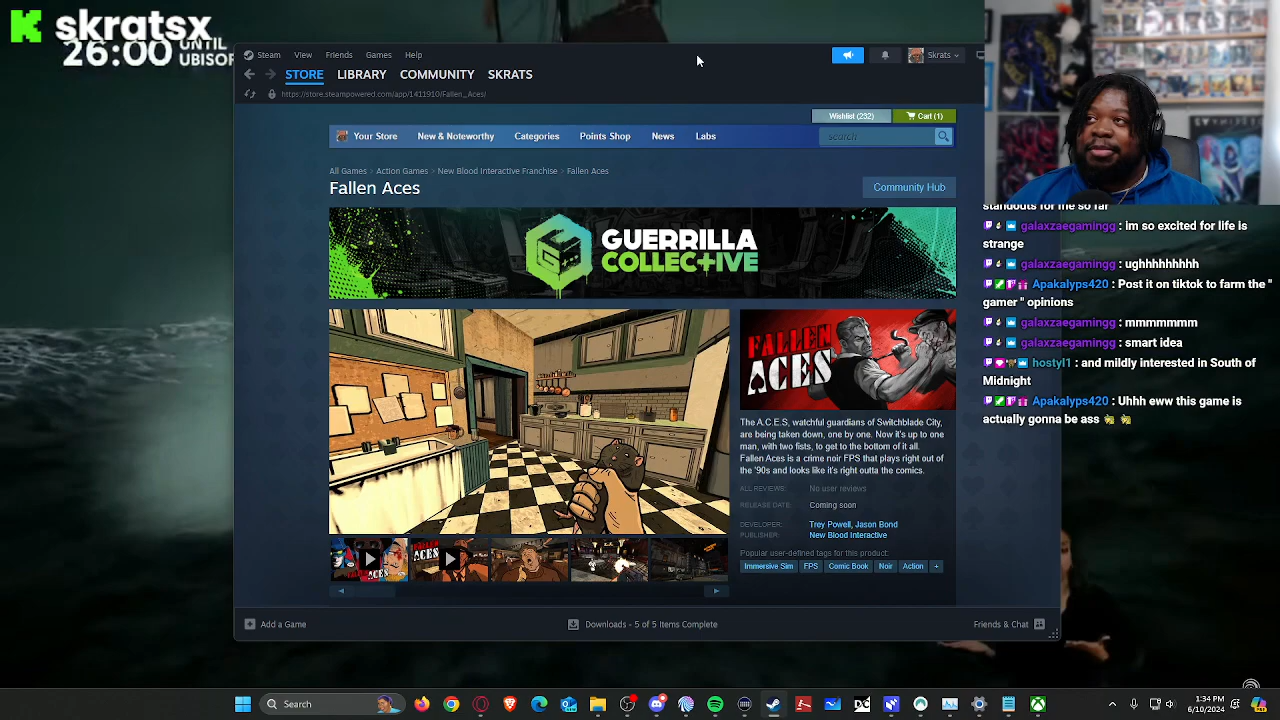 skratsx
26:00
UNTIL
UBISOF
Steam View Friends Games Help
Skrats
STORE LIBRARY COMMUNITY SKRATS
https://store.steampowered.com/app/1411910/Fallen_Aces/
Wishlist (232) Cart (1)
Your Store New & Noteworthy Categories Points Shop News Labs search
All Games > Action Games > New Blood Interactive Franchise > Fallen Aces
Fallen Aces
Community Hub
GUERRILLA
COLLECTIVE
FALLEN
ACES
The A.C.E.S, watchful guardians of Switchblade City,
are being taken down, one by one. Now it's up to one
man, with two fists, to get to the bottom of it all.
Fallen Aces is a crime noir FPS that plays right out of
the '90s and looks like it's right outta the comics.
ALL REVIEWS: No user reviews
RELEASE DATE: Coming soon
DEVELOPER: Trey Powell, Jason Bond
PUBLISHER: New Blood Interactive
Popular user-defined tags for this product:
Immersive Sim FPS Comic Book Noir Action +
Add a Game
Downloads - 5 of 5 Items Complete
Friends & Chat
standouts for me so far
galaxzaegamingg : im so excited for life is
strange
galaxzaegamingg : ughhhhhhhh
Apakalyps420 : Post it on tiktok to farm the "
gamer " opinions
galaxzaegamingg : mmmmmmm
galaxzaegamingg : smart idea
hostyl1 : and mildly interested in South of
Midnight
Apakalyps420 : Uhhh eww this game is
actually gonna be ass
Search
1:34 PM
6/10/2024